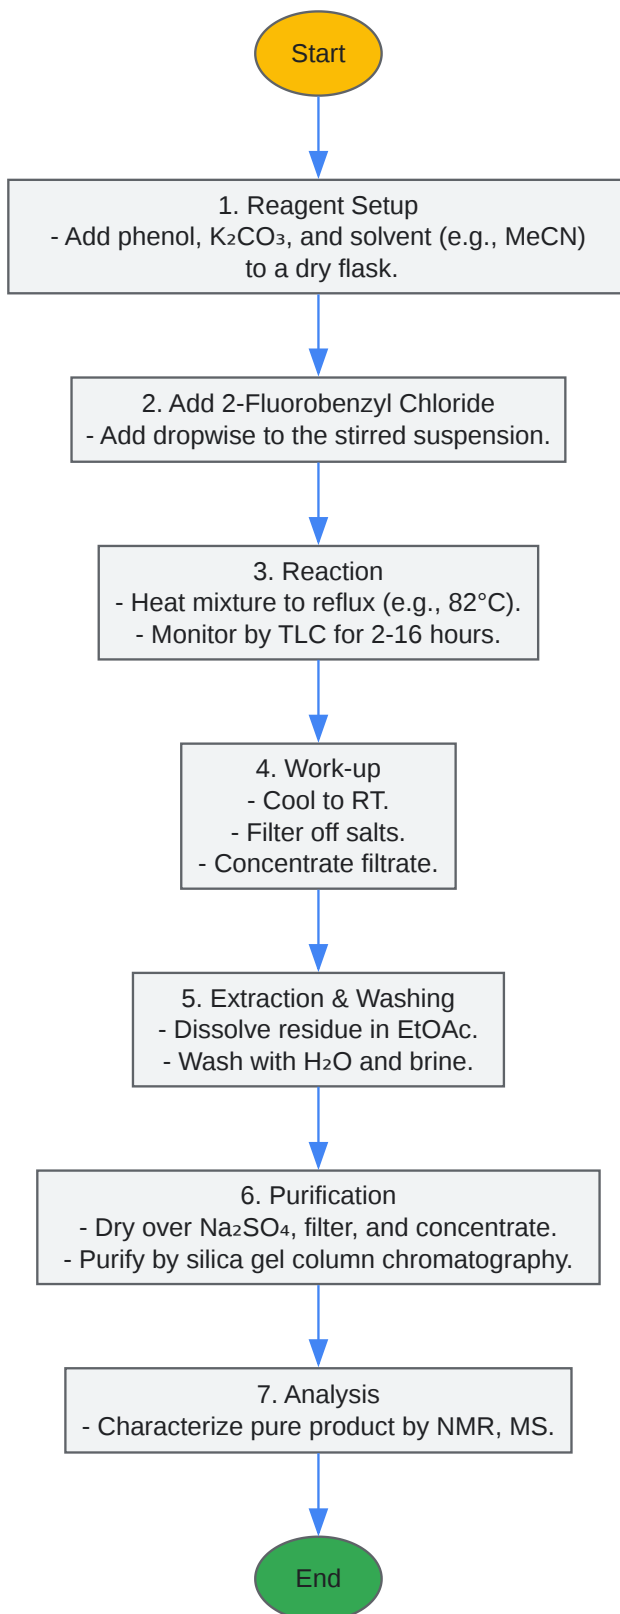 Start
1. Reagent Setup
- Add phenol, K₂CO₃, and solvent (e.g., MeCN)
to a dry flask.
2. Add 2-Fluorobenzyl Chloride
- Add dropwise to the stirred suspension.
3. Reaction
- Heat mixture to reflux (e.g., 82°C).
- Monitor by TLC for 2-16 hours.
4. Work-up
- Cool to RT.
- Filter off salts.
- Concentrate filtrate.
5. Extraction & Washing
- Dissolve residue in EtOAc.
- Wash with H₂O and brine.
6. Purification
- Dry over Na₂SO₄, filter, and concentrate.
- Purify by silica gel column chromatography.
7. Analysis
- Characterize pure product by NMR, MS.
End